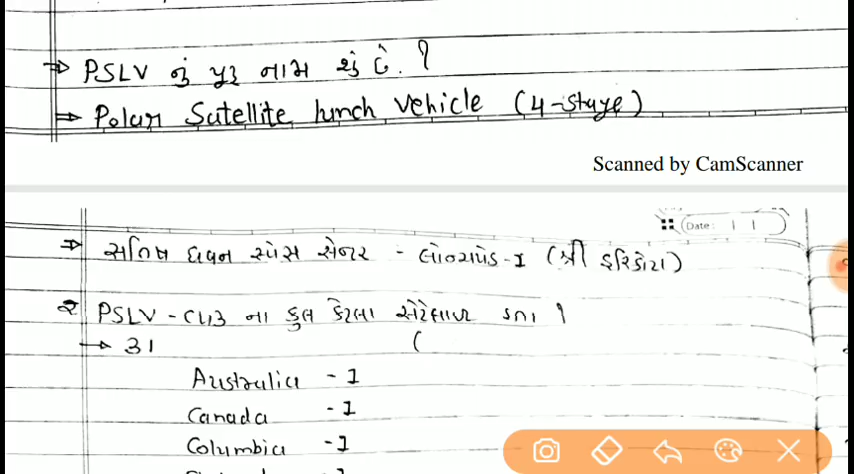 ⇒ PSLV નું પુરૂ નામ શું છે. ?
⇒ Polar Satellite lunch vehicle (4-stage)
Scanned by CamScanner
Date :
⇒ સતિષ ધવન સ્પેસ સેન્ટર - લોન્ચપેડ-I (શ્રી હરિકોટા)
2 PSLV - C43 ના કુલ કેટલા સેટેલાઇટ હતા ?
→ 31 (
Australia - 1
Canada - 1
Columbia - 1